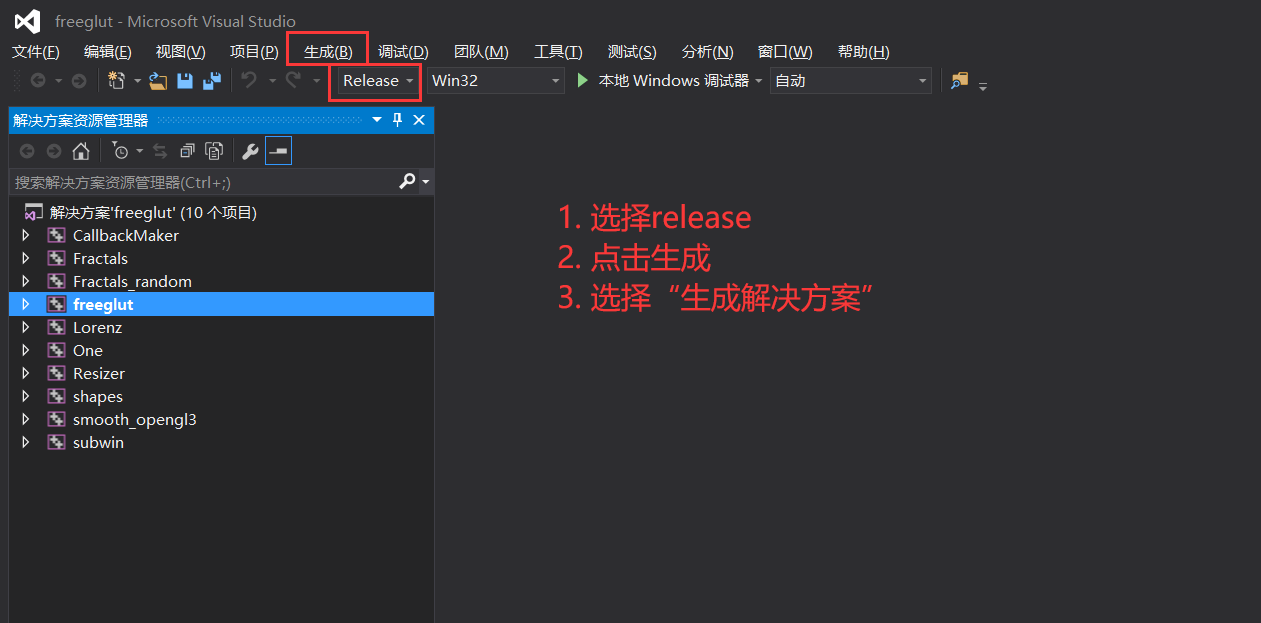 freeglut - Microsoft Visual Studio
文件(F) 编辑(E) 视图(V) 项目(P) 生成(B) 调试(D) 团队(M) 工具(T) 测试(S) 分析(N) 窗口(W) 帮助(H)
Release Win32 本地 Windows 调试器 自动
解决方案资源管理器
搜索解决方案资源管理器(Ctrl+;)
解决方案'freeglut' (10 个项目)
CallbackMaker
Fractals
Fractals_random
freeglut
Lorenz
One
Resizer
shapes
smooth_opengl3
subwin
1. 选择release
2. 点击生成
3. 选择“生成解决方案”